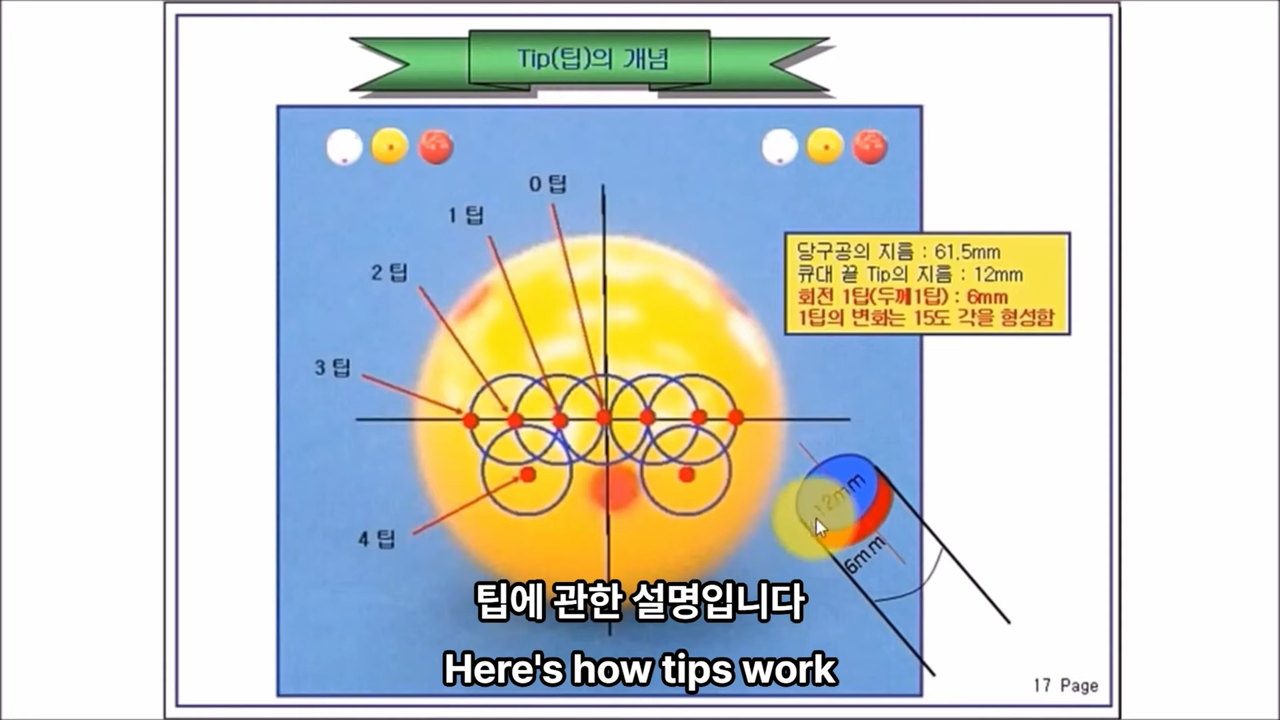 Tip(팁)의 개념
0 팁
1 팁
2 팁
3 팁
4 팁
당구공의 지름 : 61,5mm
큐대 끝 Tip의 지름 : 12mm
회전 1팁(두께1팁) : 6mm
1팁의 변화는 15도 각을 형성함
12mm
6mm
팁에 관한 설명입니다
Here's how tips work
17 Page